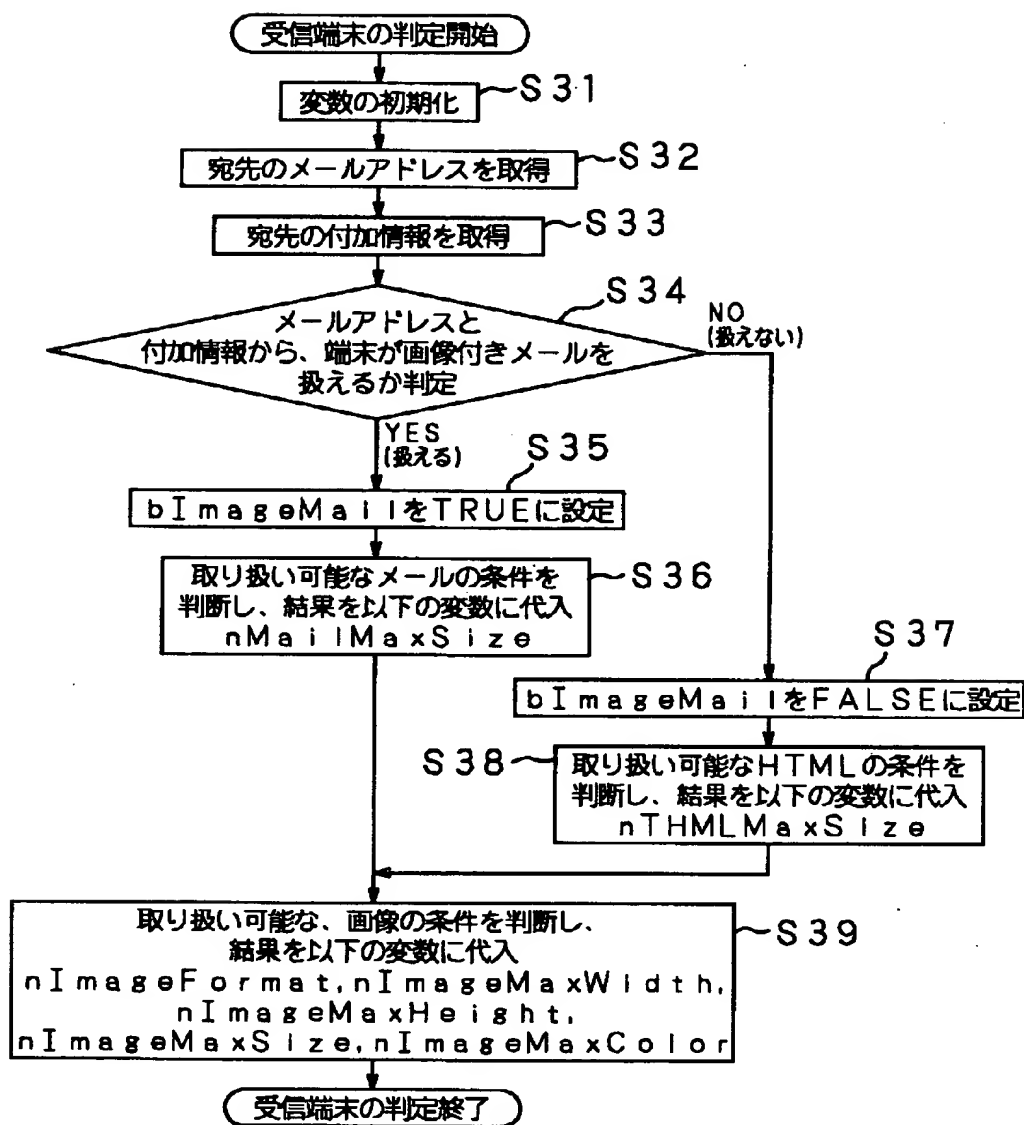 受信端末の判定開始
変数の初期化
S31
宛先のメールアドレスを取得
S32
宛先の付加情報を取得
S33
S34
メールアドレスと
付加情報から、端末が画像付きメールを
扱えるか判定
NO
(扱えない)
YES
(扱える)
S35
bImageMailをTRUEに設定
取り扱い可能なメールの条件を
判断し、結果を以下の変数に代入
nMailMaxSize
S36
S37
bImageMailをFALSEに設定
S38
取り扱い可能なHTMLの条件を
判断し、結果を以下の変数に代入
nTHMLMaxSize
取り扱い可能な、画像の条件を判断し、
結果を以下の変数に代入
nImageFormat,nImageMaxWidth,
nImageMaxHeight,
nImageMaxSize,nImageMaxColor
S39
受信端末の判定終了